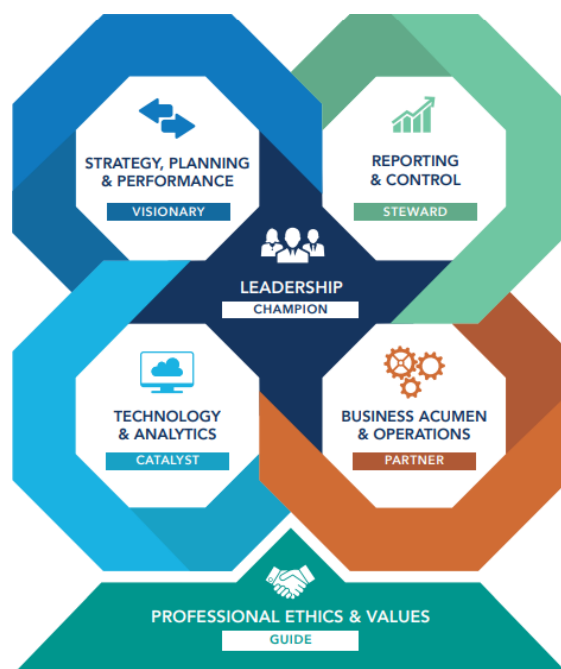 STRATEGY, PLANNING
& PERFORMANCE
VISIONARY
REPORTING
& CONTROL
STEWARD
LEADERSHIP
CHAMPION
TECHNOLOGY
& ANALYTICS
CATALYST
BUSINESS ACUMEN
& OPERATIONS
PARTNER
PROFESSIONAL ETHICS & VALUES
GUIDE